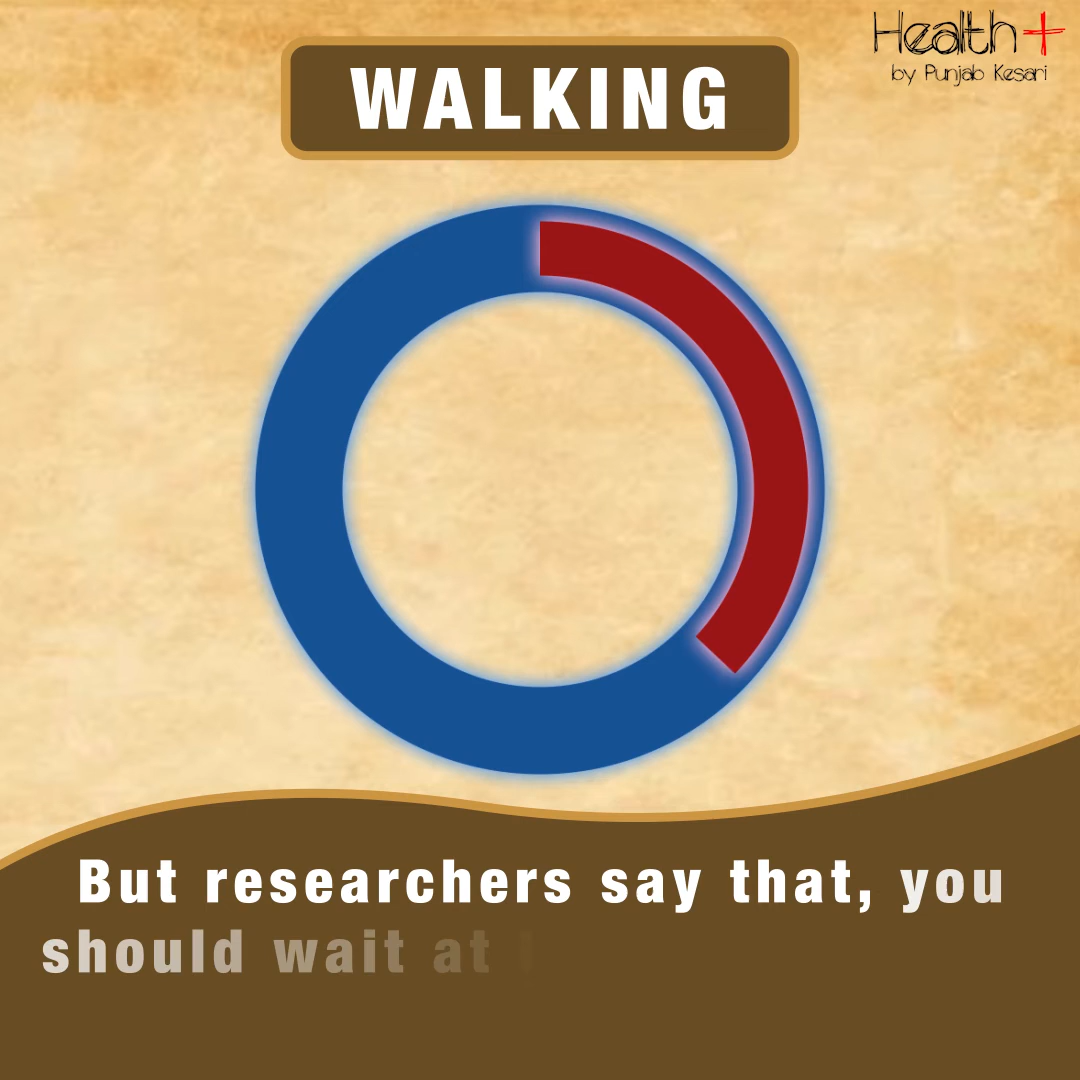 Health+
by Punjab Kesari
WALKING
But researchers say that, you
should wait at